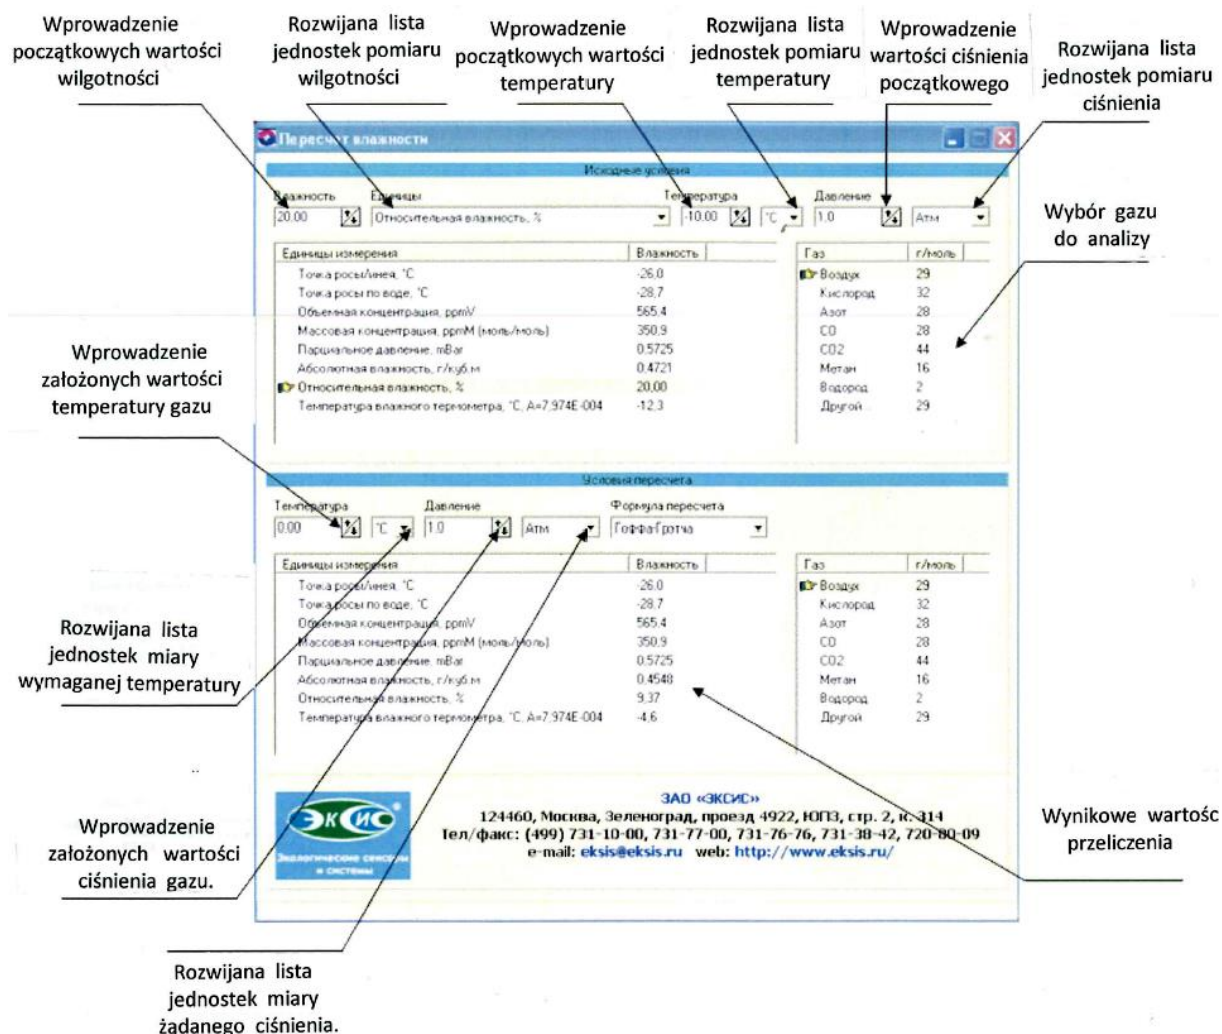 Wprowadzenie
początkowych wartości
wilgotności
Rozwijana lista
jednostek pomiaru
wilgotności
Wprowadzenie
początkowych wartości
temperatury
Rozwijana lista
jednostek pomiaru
temperatury
Wprowadzenie
wartości ciśnienia
początkowego
Rozwijana lista
jednostek pomiaru
ciśnienia
Пересчет влажности
Исходные условия
Влажность Единицы Температура Давление
20.00 Относительная влажность, % -10.00 °C 1.0 Атм
Wybór gazu
do analizy
Единицы измерения Влажность Газ г/моль
Точка росы/инея, °C -26,0 Воздух 29
Точка росы по воде, °C -28,7 Кислород 32
Объемная концентрация, ppmV 565,4 Азот 28
Массовая концентрация, ppmM (моль/моль) 350,9 CO 28
Парциальное давление, mBar 0,5725 CO2 44
Абсолютная влажность, г/куб.м 0,4721 Метан 16
Относительная влажность, % 20,00 Водород 2
Температура влажного термометра, °C, A=7,974E-004 -12,3 Другой... 29
Wprowadzenie
założonych wartości
temperatury gazu
Условия пересчета
Температура Давление Формула пересчета
0.00 °C 1.0 Атм Гоффа-Гротча
Единицы измерения Влажность Газ г/моль
Точка росы/инея, °C -26,0 Воздух 29
Точка росы по воде, °C -28,7 Кислород 32
Объемная концентрация, ppmV 565,4 Азот 28
Массовая концентрация, ppmM (моль/моль) 350,9 CO 28
Парциальное давление, mBar 0,5725 CO2 44
Абсолютная влажность, г/куб.м 0,4548 Метан 16
Относительная влажность, % 9,37 Водород 2
Температура влажного термометра, °C, A=7,974E-004 -4,6 Другой... 29
Rozwijana lista
jednostek miary
wymaganej temperatury
ЭКСИС ®
Экологические сенсоры
и системы
ЗАО «ЭКСИС»
124460, Москва, Зеленоград, проезд 4922, ЮПЗ, стр. 2, к. 314
Тел/факс: (499) 731-10-00, 731-77-00, 731-76-76, 731-38-42, 720-80-09
e-mail: eksis@eksis.ru web: http://www.eksis.ru/
Wprowadzenie
założonych wartości
ciśnienia gazu.
Wynikowe wartośc
przeliczenia
Rozwijana lista
jednostek miary
żadanego ciśnienia.